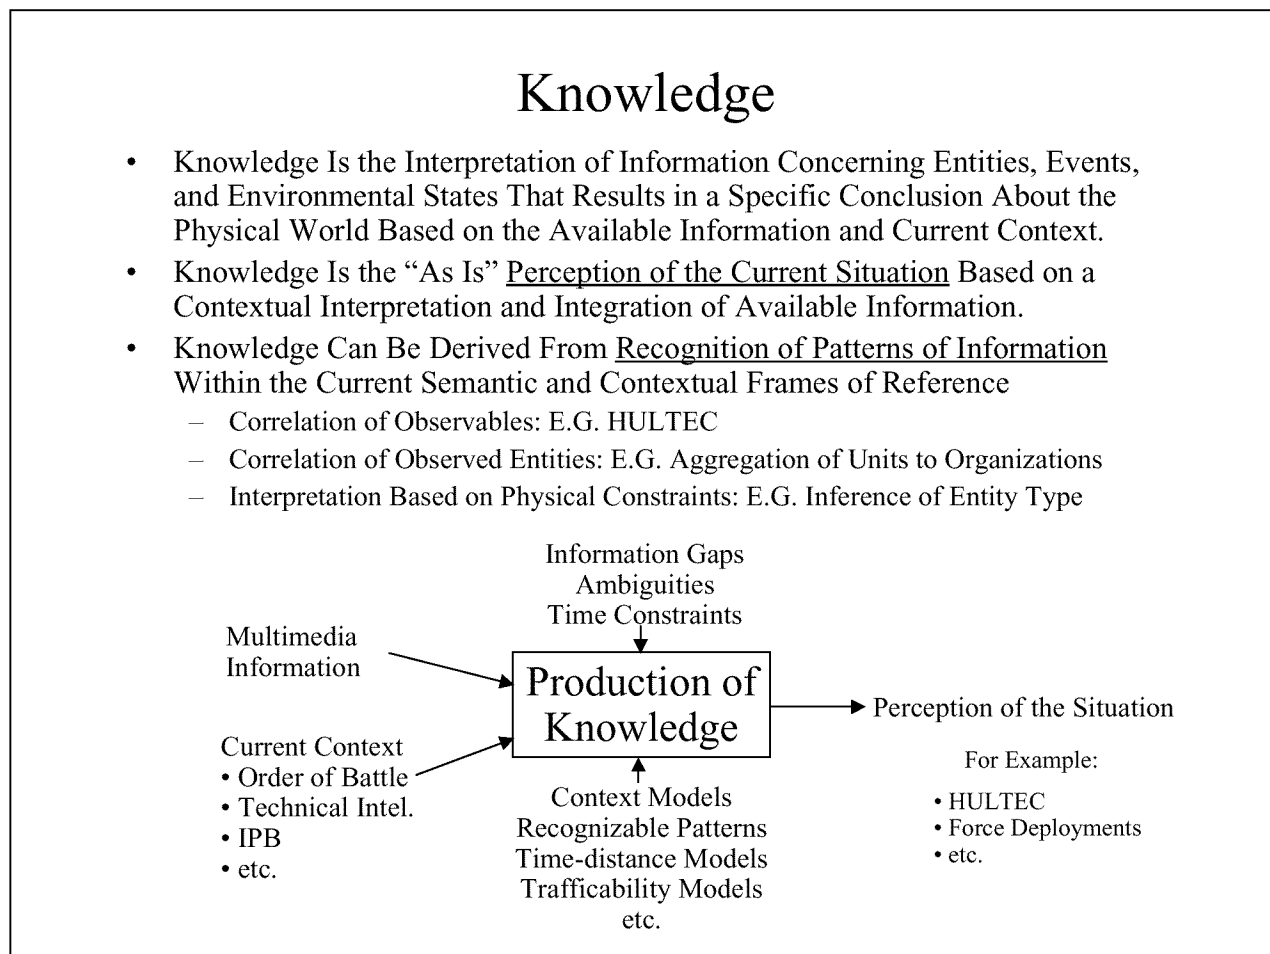 Knowledge
• Knowledge Is the Interpretation of Information Concerning Entities, Events,
and Environmental States That Results in a Specific Conclusion About the
Physical World Based on the Available Information and Current Context.
• Knowledge Is the “As Is” Perception of the Current Situation Based on a
Contextual Interpretation and Integration of Available Information.
• Knowledge Can Be Derived From Recognition of Patterns of Information
Within the Current Semantic and Contextual Frames of Reference
– Correlation of Observables: E.G. HULTEC
– Correlation of Observed Entities: E.G. Aggregation of Units to Organizations
– Interpretation Based on Physical Constraints: E.G. Inference of Entity Type
Information Gaps
Ambiguities
Time Constraints
Multimedia
Information
Production of
Knowledge
Perception of the Situation
Current Context
• Order of Battle
• Technical Intel.
• IPB
• etc.
Context Models
Recognizable Patterns
Time-distance Models
Trafficability Models
etc.
For Example:
• HULTEC
• Force Deployments
• etc.